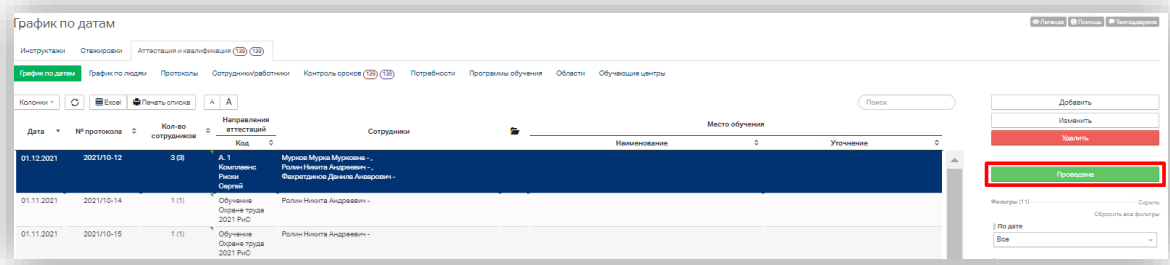 График по датам
Легенда Помощь Техподдержка
Инструктажи Стажировки Аттестация и квалификация 139 139
График по датам График по людям Протоколы Сотрудники/работники Контроль сроков 139 139 Потребности Программы обучения Области Обучающие центры
Колонки Excel Печать списка A A Поиск
Добавить
Изменить
Удалить
Дата № протокола Кол-во сотрудников Направления аттестаций Сотрудники Место обучения
Код Наименование Уточнение
01.12.2021 2021/10-12 3 (3) А. 1 Мурков Мурка Мурковна - ,
Комплаенс Ролин Никита Андреевич - ,
Риски Фахратдинов Данила Анварович -
Сергей
Проведено
01.11.2021 2021/10-14 1 (1) Обучение Ролин Никита Андреевич -
Охране труда
2021 РиС
Фильтры (11) Скрыть
Сбросить все фильтры
01.11.2021 2021/10-15 1 (1) Обучение Ролин Никита Андреевич -
Охране труда
2021 РиС
По дате
Все